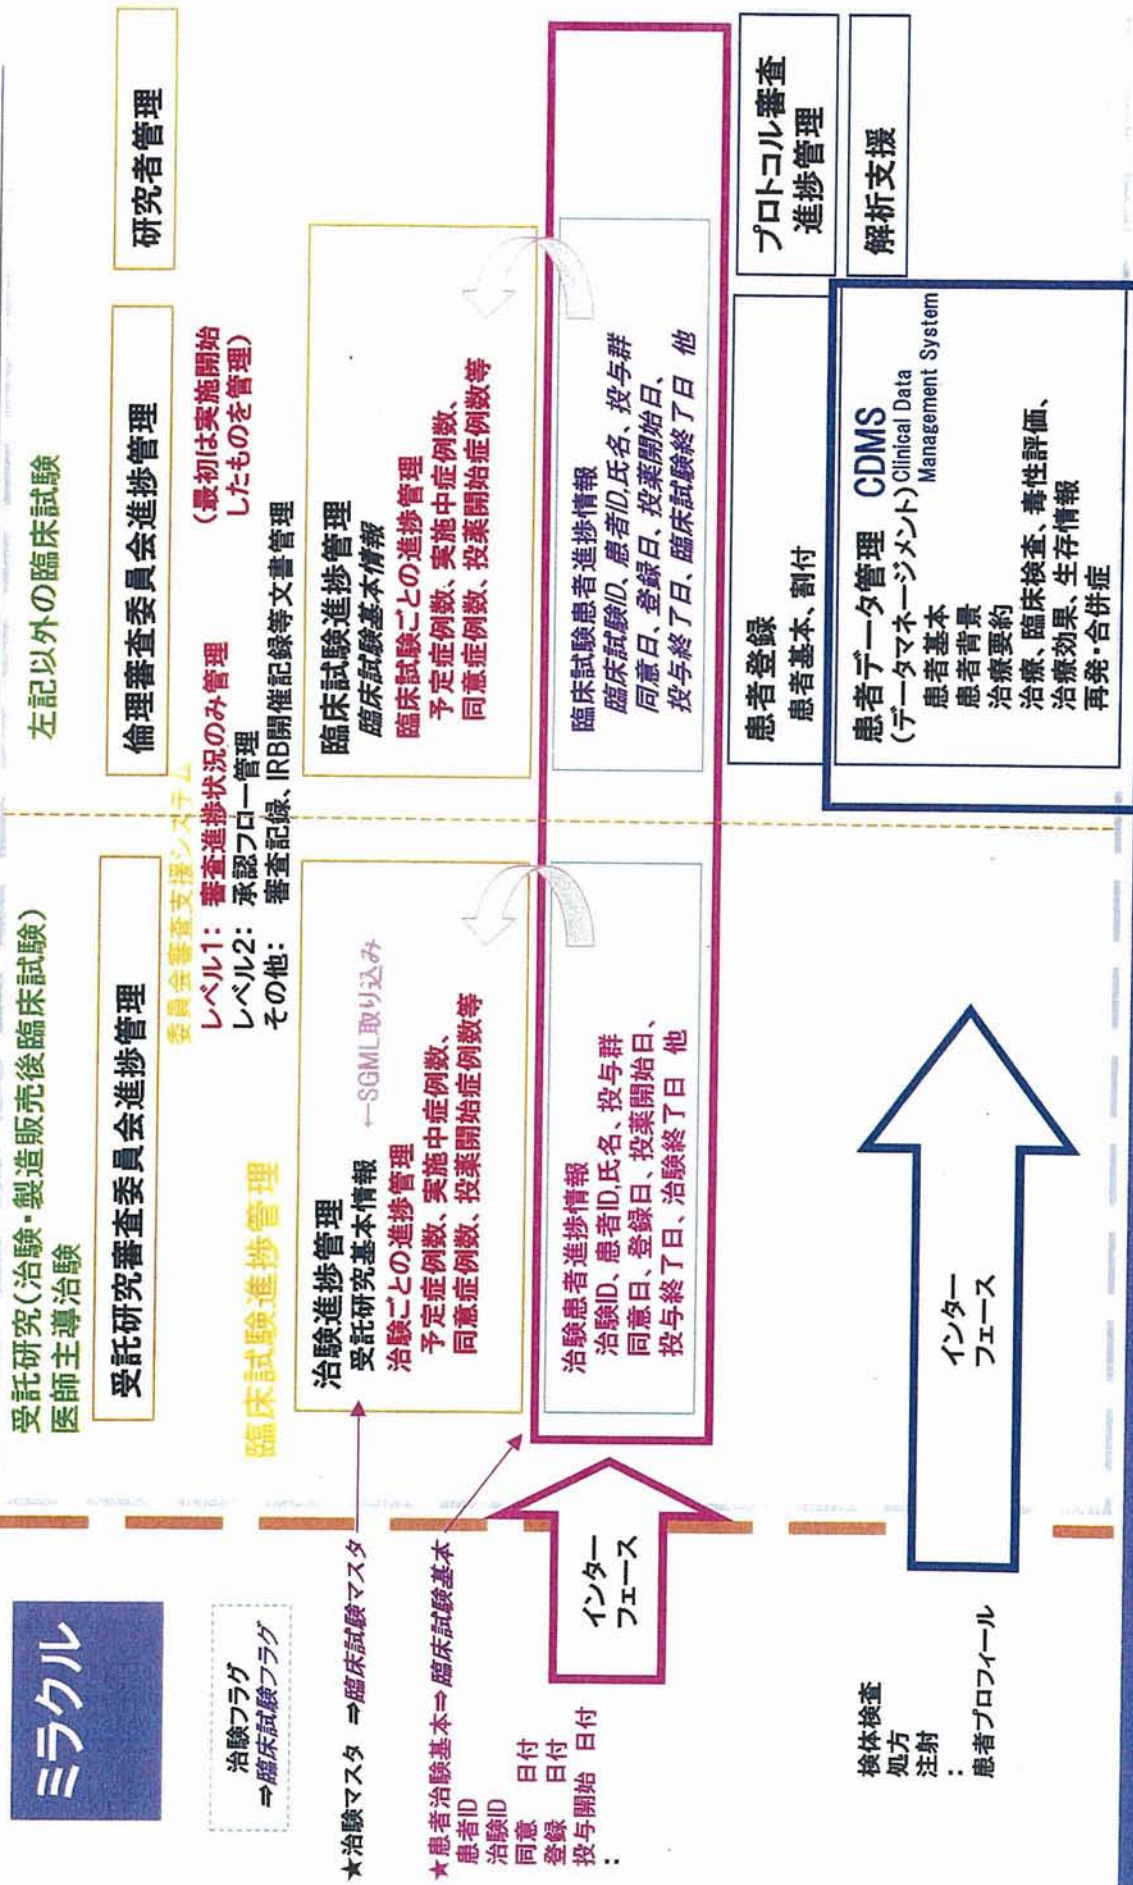 ミラクル
治験フラグ
⇒臨床試験フラグ
★治験マスタ ⇒臨床試験マスタ
★患者治験基本⇒臨床試験基本
患者ID
治験ID
同意 日付
登録 日付
投与開始 日付
:
インター
フェース
検体検査
処方
注射
:
患者プロフィール
受託研究(治験・製造販売後臨床試験)
医師主導治験
受託研究審査委員会進捗管理
委員会審査支援システム
レベル1: 審査進捗状況のみ管理
レベル2: 承認フロー管理
その他: 審査記録、IRB開催記録等文書管理
(最初は実施開始
したものを管理)
臨床試験進捗管理
治験進捗管理
受託研究基本情報 ←SGML取り込み
治験ごとの進捗管理
予定症例数、実施中症例数、
同意症例数、投薬開始症例数等
治験患者進捗情報
治験ID、患者ID,氏名、投与群
同意日、登録日、投薬開始日、
投与終了日、治験終了日 他
インター
フェース
左記以外の臨床試験
倫理審査委員会進捗管理
研究者管理
臨床試験進捗管理
臨床試験基本情報
臨床試験ごとの進捗管理
予定症例数、実施中症例数、
同意症例数、投薬開始症例数等
臨床試験患者進捗情報
臨床試験ID、患者ID,氏名、投与群
同意日、登録日、投薬開始日、
投与終了日、臨床試験終了日 他
患者登録
患者基本、割付
プロトコル審査
進捗管理
患者データ管理 CDMS
(データマネージメント) Clinical Data
Management System
患者基本
患者背景
治療要約
治療、臨床検査、毒性評価、
治療効果、生存情報
再発・合併症
解析支援